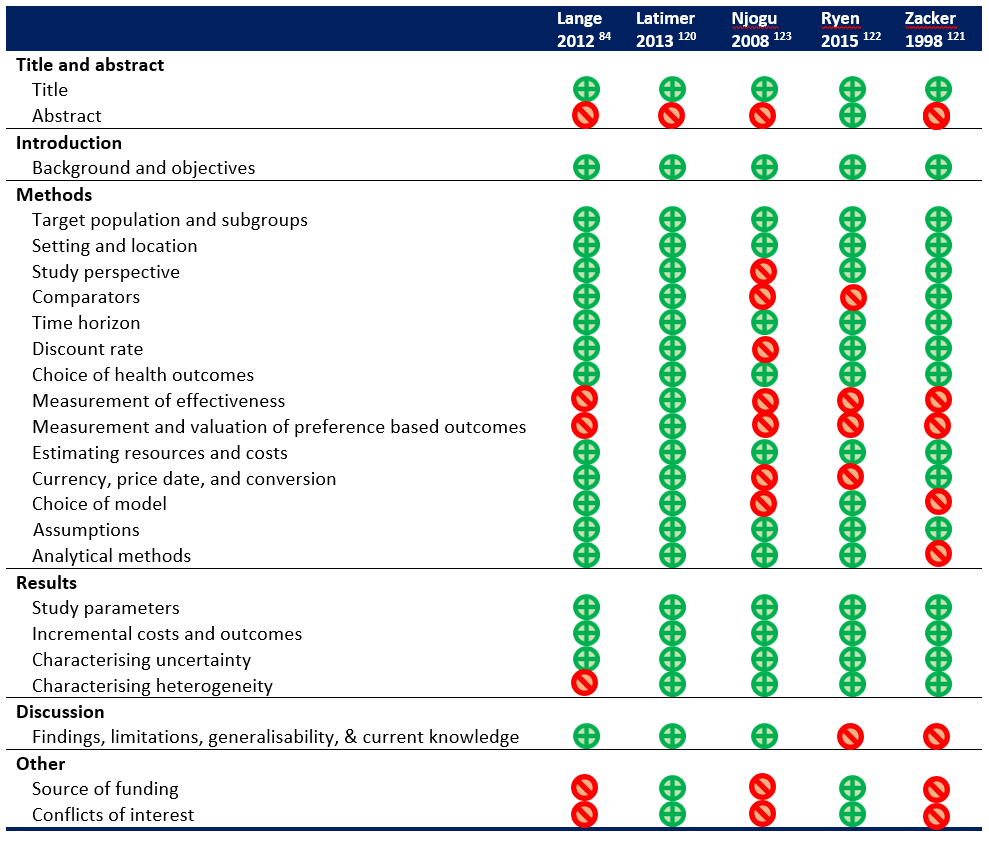 Lange Latimer Njogu Ryen Zacker
2012 84 2013 120 2008 123 2015 122 1998 121
Title and abstract
Title
Abstract
Introduction
Background and objectives
Methods
Target population and subgroups
Setting and location
Study perspective
Comparators
Time horizon
Discount rate
Choice of health outcomes
Measurement of effectiveness
Measurement and valuation of preference based outcomes
Estimating resources and costs
Currency, price date, and conversion
Choice of model
Assumptions
Analytical methods
Results
Study parameters
Incremental costs and outcomes
Characterising uncertainty
Characterising heterogeneity
Discussion
Findings, limitations, generalisability, & current knowledge
Other
Source of funding
Conflicts of interest